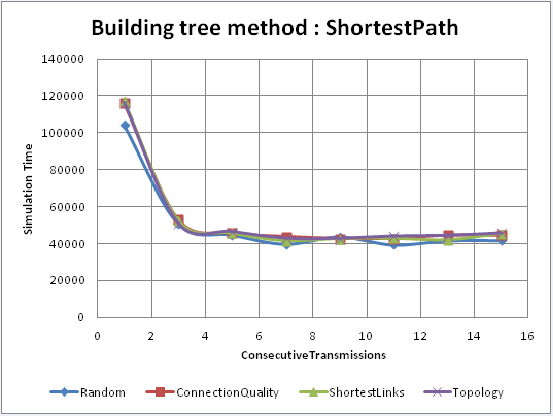 Building tree method : ShortestPath
140000
120000
100000
80000
60000
40000
20000
0
Simulation Time
0 2 4 6 8 10 12 14 16
ConsecutiveTransmissions
Random ConnectionQuality ShortestLinks Topology